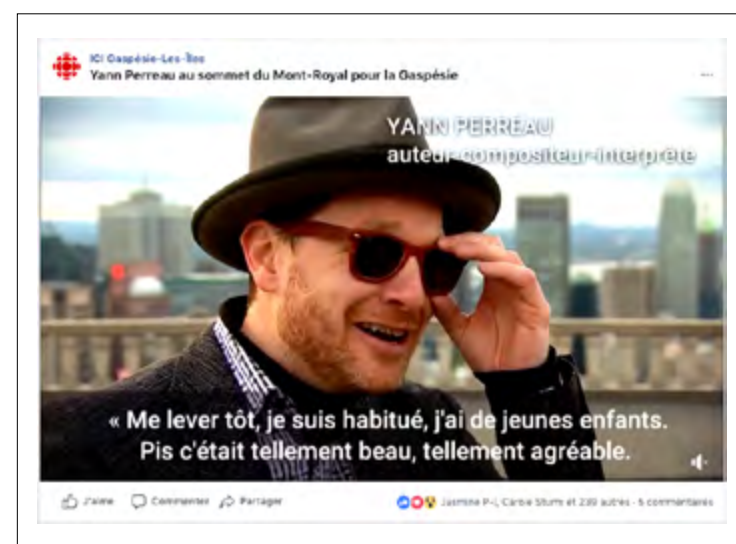 ICI Gaspésie-Les-Îles
Yann Perreau au sommet du Mont-Royal pour la Gaspésie
YANN PERREAU
auteur-compositeur-interprète
« Me lever tôt, je suis habitué, j'ai de jeunes enfants.
Pis c'était tellement beau, tellement agréable.
J'aime Commenter Partager
Jasmine P-L, Carole Sturm et 239 autres · 5 commentaires